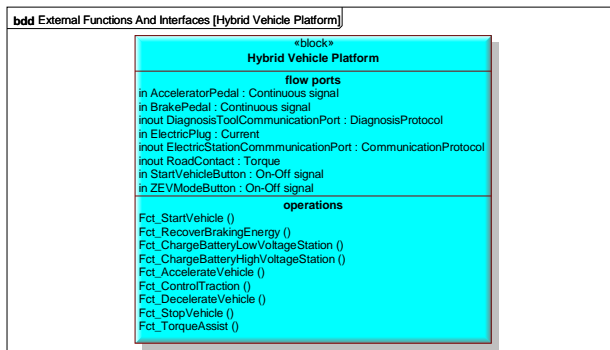 bdd External Functions And Interfaces [Hybrid Vehicle Platform]
«block»
Hybrid Vehicle Platform
flow ports
in AcceleratorPedal : Continuous signal
in BrakePedal : Continuous signal
inout DiagnosisToolCommunicationPort : DiagnosisProtocol
in ElectricPlug : Current
inout ElectricStationCommmunicationPort : CommunicationProtocol
inout RoadContact : Torque
in StartVehicleButton : On-Off signal
in ZEVModeButton : On-Off signal
operations
Fct_StartVehicle ()
Fct_RecoverBrakingEnergy ()
Fct_ChargeBatteryLowVoltageStation ()
Fct_ChargeBatteryHighVoltageStation ()
Fct_AccelerateVehicle ()
Fct_ControlTraction ()
Fct_DecelerateVehicle ()
Fct_StopVehicle ()
Fct_TorqueAssist ()